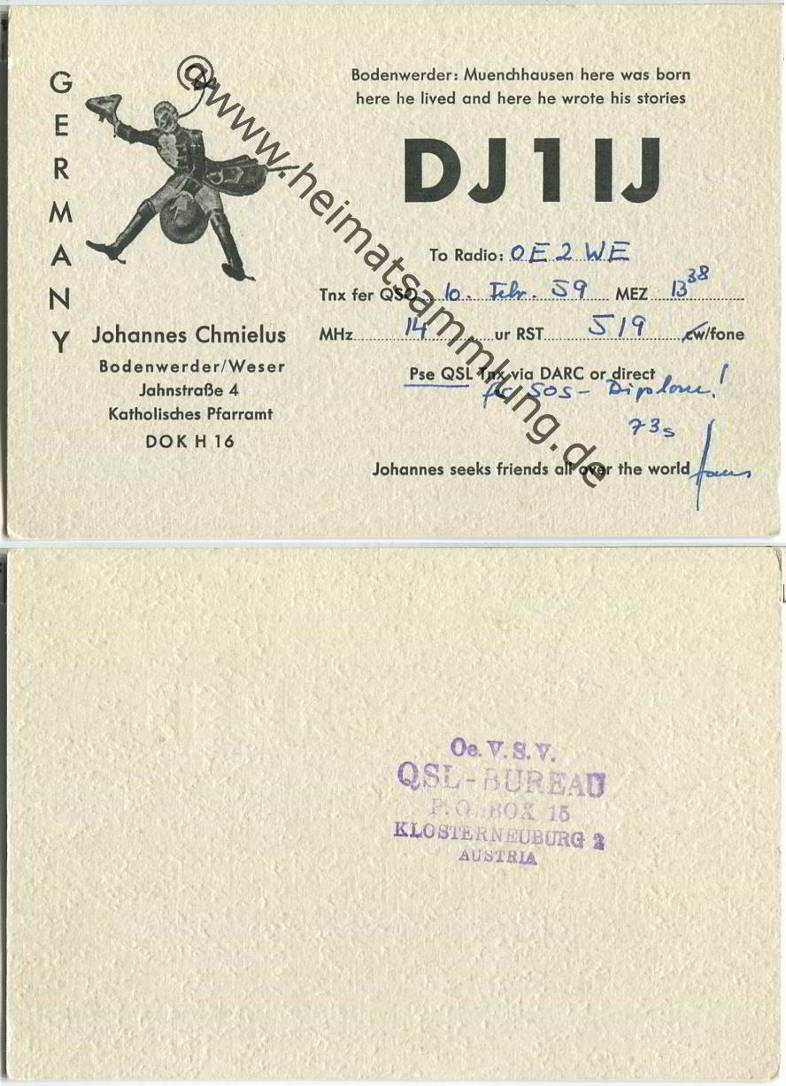 GERMANY
Bodenwerder: Muenchhausen here was born
here he lived and here he wrote his stories
DJ1IJ
To Radio: OE2WE
Tnx fer QSO 10. Febr. 59 MEZ 13 38
MHz 14 ur RST 519 cw/fone
Pse QSL Tnx via DARC or direct
SOS-Diplom!
73s
Johannes seeks friends all over the world
Johannes Chmielus
Bodenwerder/Weser
Jahnstraße 4
Katholisches Pfarramt
DOK H 16
@www.heimatsammlung.de
Oe. V. S. V.
QSL-BUREAU
P. O. BOX 15
KLOSTERNEUBURG 2
AUSTRIA